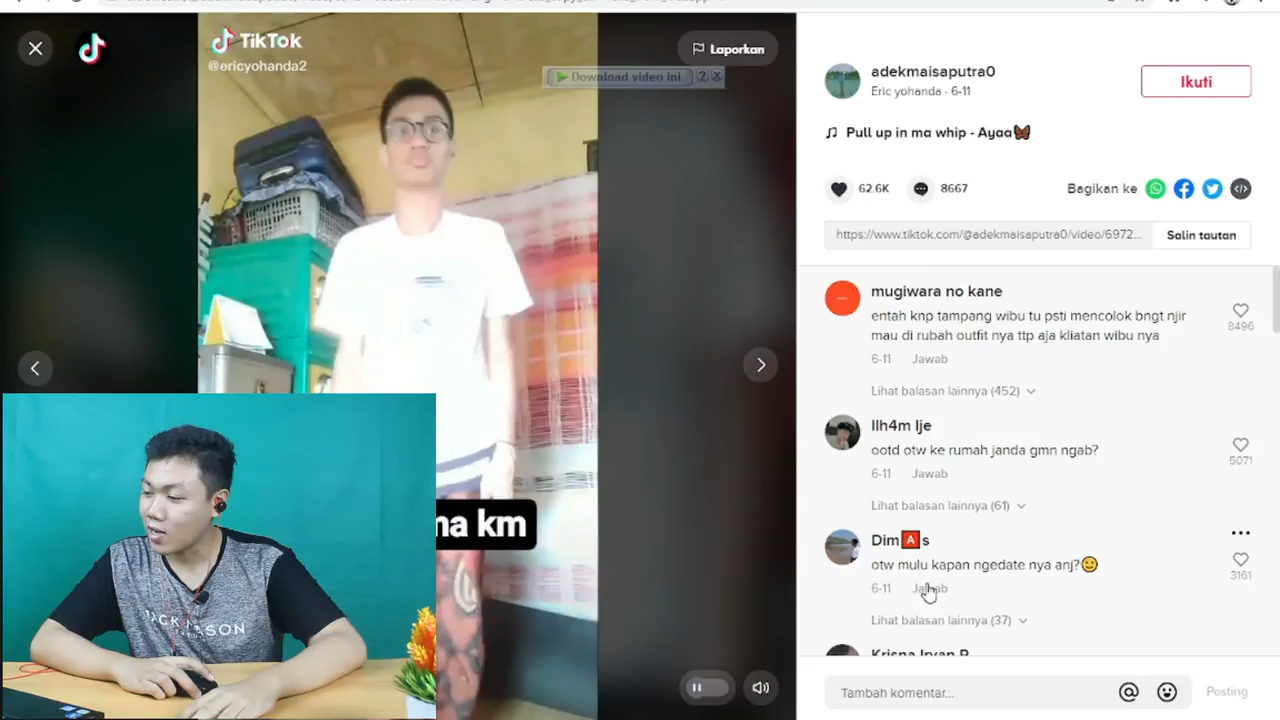 TikTok
@ericyohanda2
Laporkan
Download video ini
?
X
ma km
adekmaisaputra0
Ikuti
Eric yohanda · 6-11
Pull up in ma whip - Ayaa🦋
62.6K
8667
Bagikan ke
https://www.tiktok.com/@adekmaisaputra0/video/6972...
Salin tautan
mugiwara no kane
entah knp tampang wibu tu psti mencolok bngt njir
mau di rubah outfit nya ttp aja kliatan wibu nya
8496
6-11 Jawab
Lihat balasan lainnya (452)
Ilh4m Ije
ootd otw ke rumah janda gmn ngab?
5071
6-11 Jawab
Lihat balasan lainnya (61)
Dim🅰s
otw mulu kapan ngedate nya anj?🙂
3161
6-11 Jawab
Lihat balasan lainnya (37)
Krisna Irvan P
Tambah komentar...
Posting